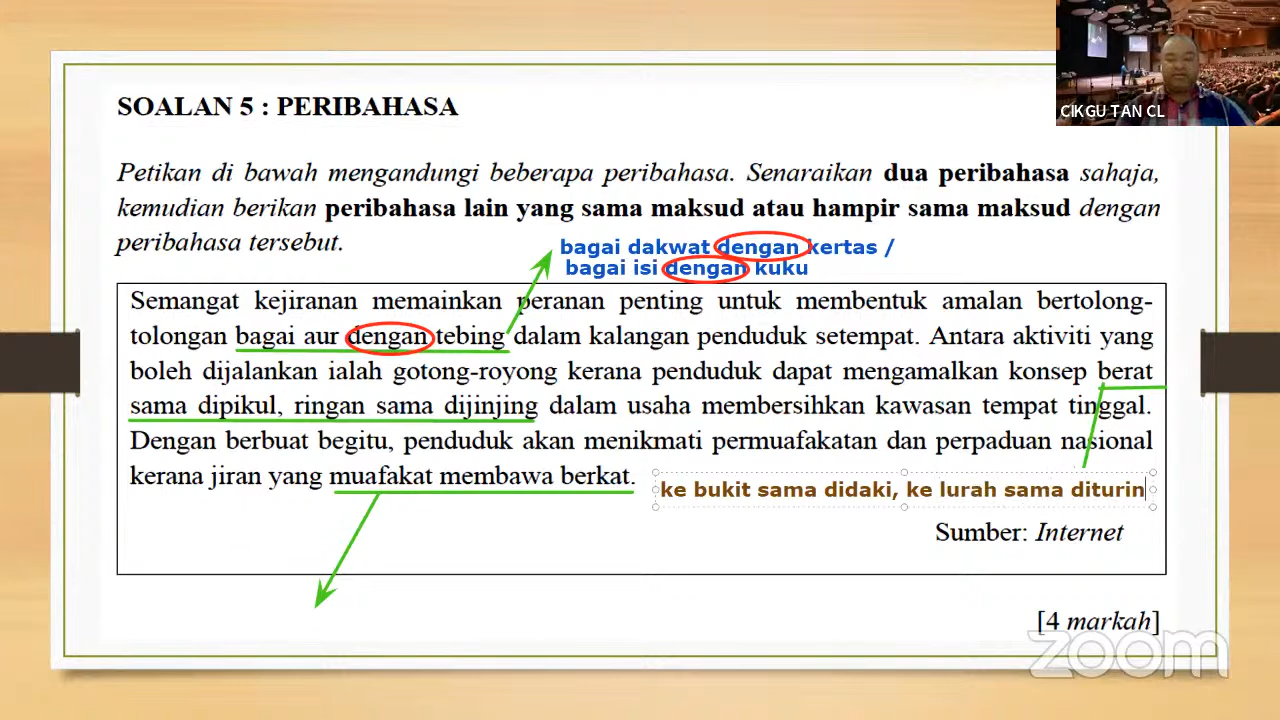 CIKGU TAN CL
SOALAN 5 : PERIBAHASA
Petikan di bawah mengandungi beberapa peribahasa. Senaraikan dua peribahasa sahaja,
kemudian berikan peribahasa lain yang sama maksud atau hampir sama maksud dengan
peribahasa tersebut.
bagai dakwat dengan kertas /
bagai isi dengan kuku
Semangat kejiranan memainkan peranan penting untuk membentuk amalan bertolong-
tolongan bagai aur dengan tebing dalam kalangan penduduk setempat. Antara aktiviti yang
boleh dijalankan ialah gotong-royong kerana penduduk dapat mengamalkan konsep berat
sama dipikul, ringan sama dijinjing dalam usaha membersihkan kawasan tempat tinggal.
Dengan berbuat begitu, penduduk akan menikmati permuafakatan dan perpaduan nasional
kerana jiran yang muafakat membawa berkat.
ke bukit sama didaki, ke lurah sama diturin
Sumber: Internet
[4 markah]
zoom